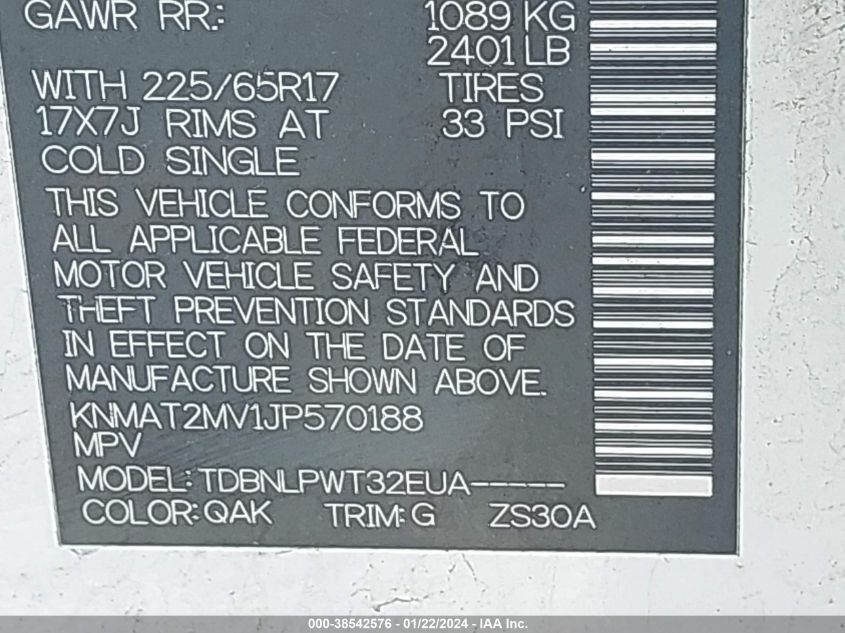 GAWR RR.: 1089 KG
2401 LB
WITH 225/65R17 TIRES
17X7J RIMS AT 33 PSI
COLD SINGLE
THIS VEHICLE CONFORMS TO
ALL APPLICABLE FEDERAL
MOTOR VEHICLE SAFETY AND
THEFT PREVENTION STANDARDS
IN EFFECT ON THE DATE OF
MANUFACTURE SHOWN ABOVE.
KNMAT2MV1JP570188
MPV
MODEL: TDBNLPWT32EUA-----
COLOR: QAK TRIM: G ZS30A
000-38542576 - 01/22/2024 - IAA Inc.